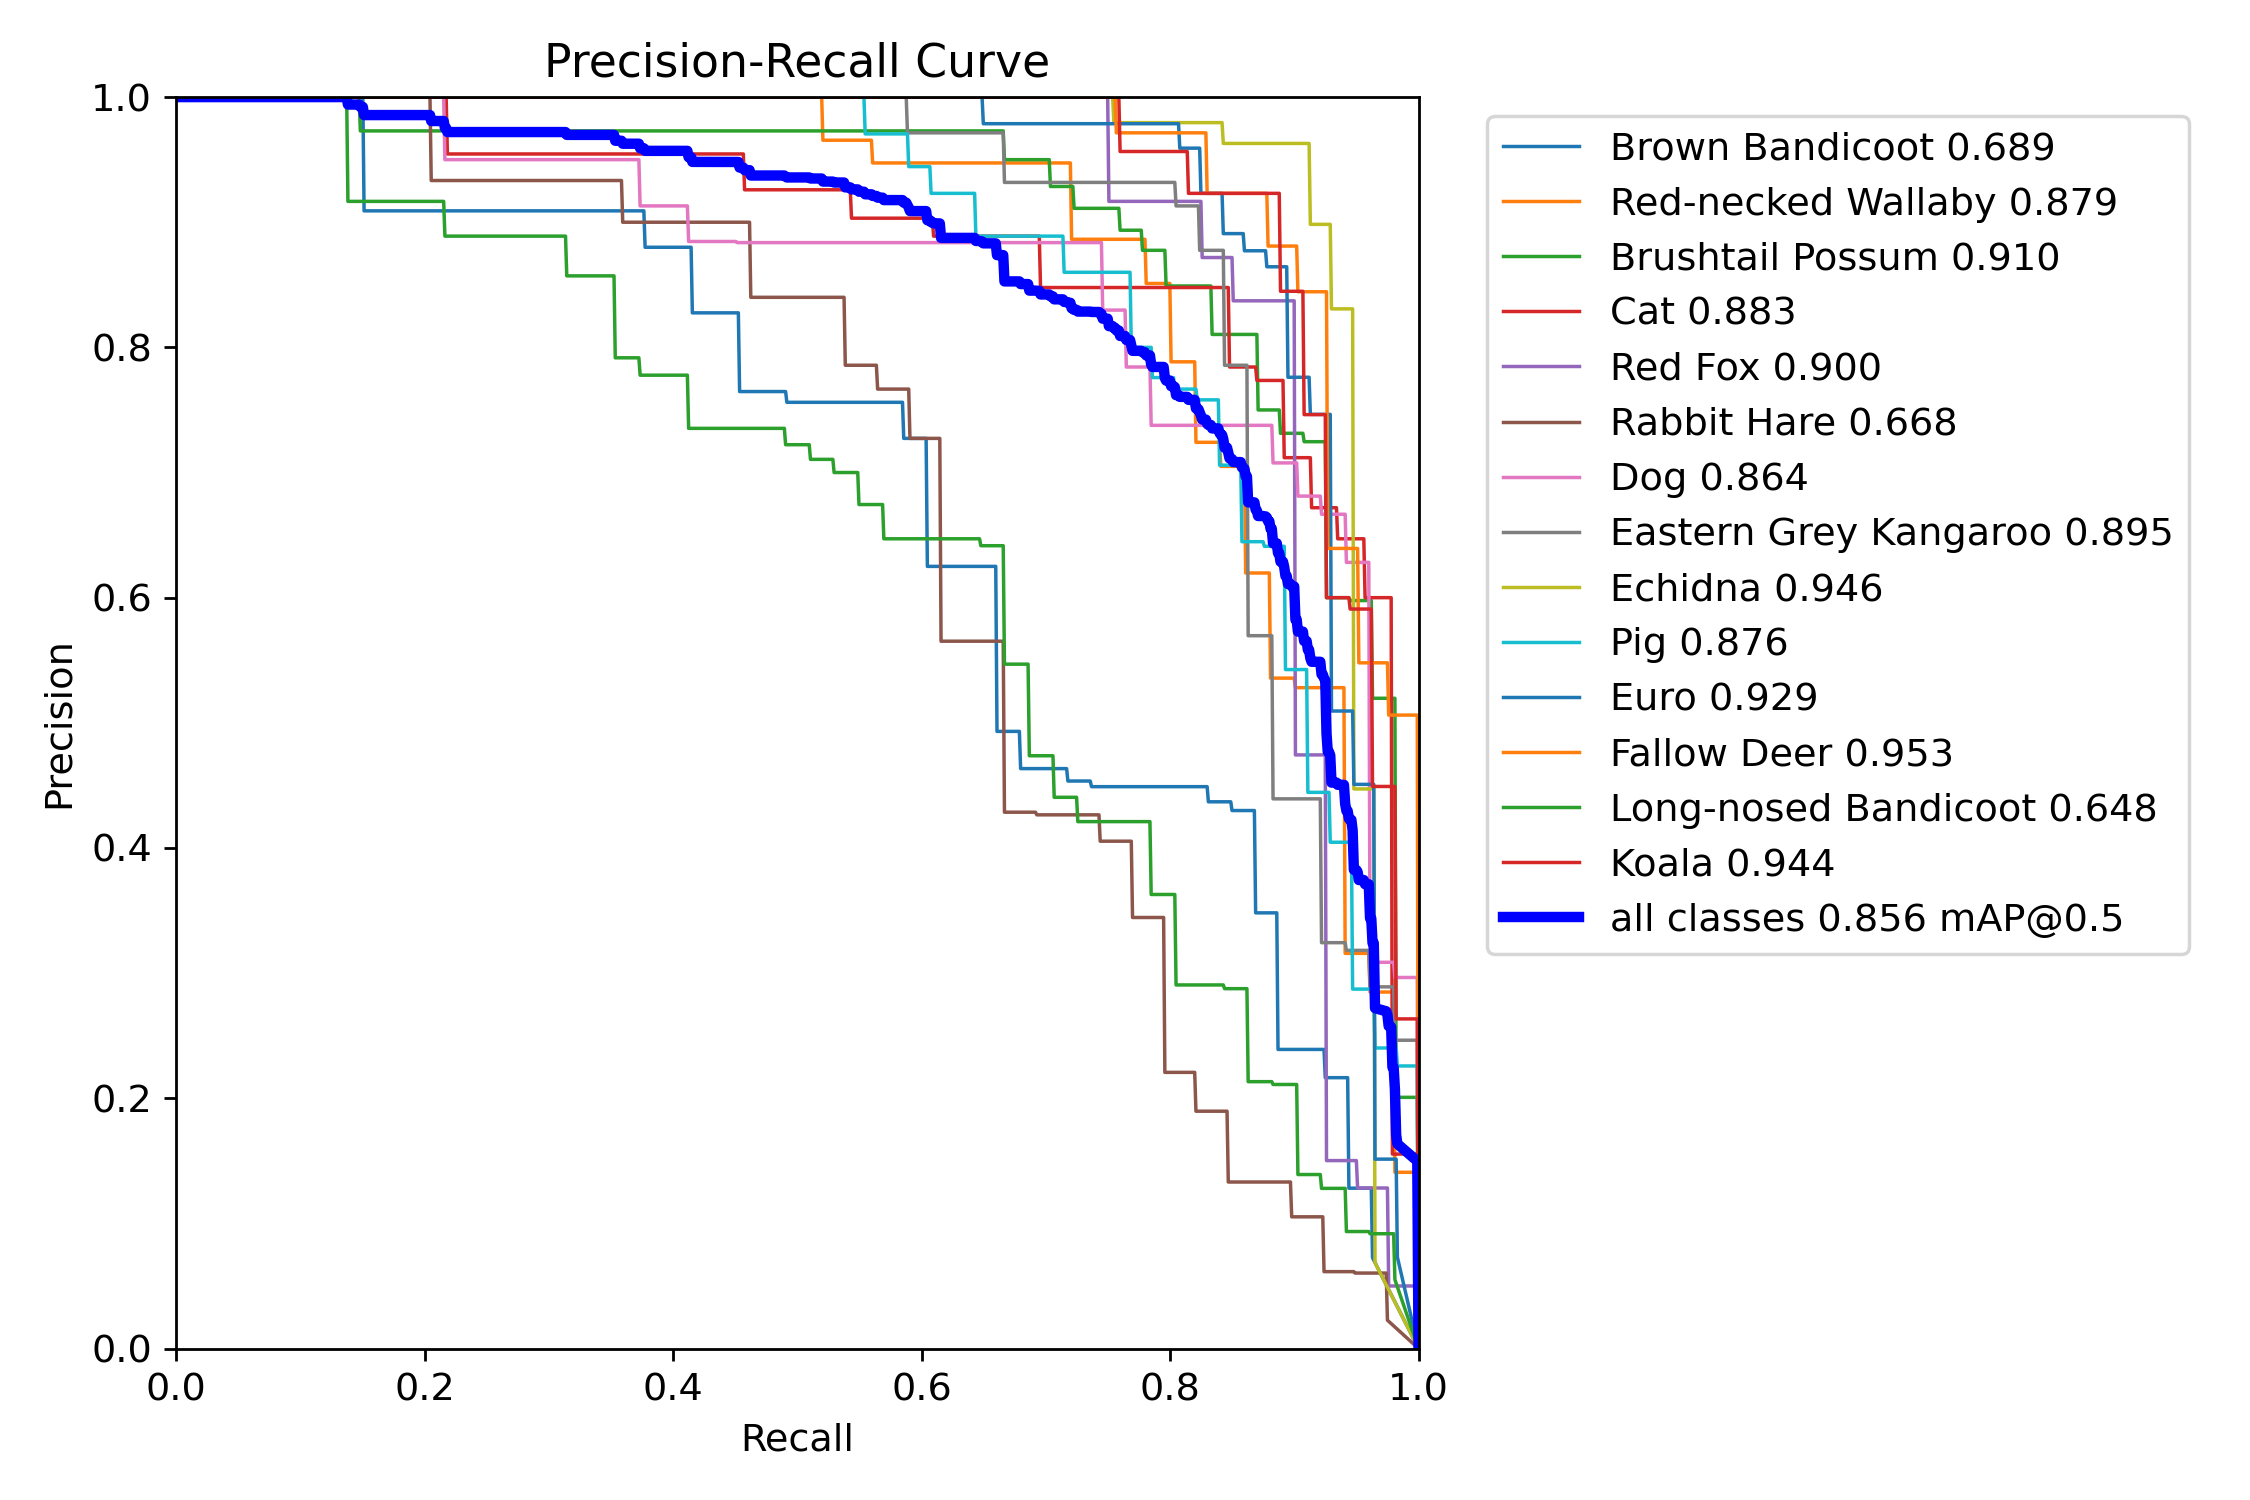 Precision-Recall Curve
1.0
0.8
0.6
0.4
0.2
0.0
Precision
0.0 0.2 0.4 0.6 0.8 1.0
Recall
Brown Bandicoot 0.689
Red-necked Wallaby 0.879
Brushtail Possum 0.910
Cat 0.883
Red Fox 0.900
Rabbit Hare 0.668
Dog 0.864
Eastern Grey Kangaroo 0.895
Echidna 0.946
Pig 0.876
Euro 0.929
Fallow Deer 0.953
Long-nosed Bandicoot 0.648
Koala 0.944
all classes 0.856 mAP@0.5